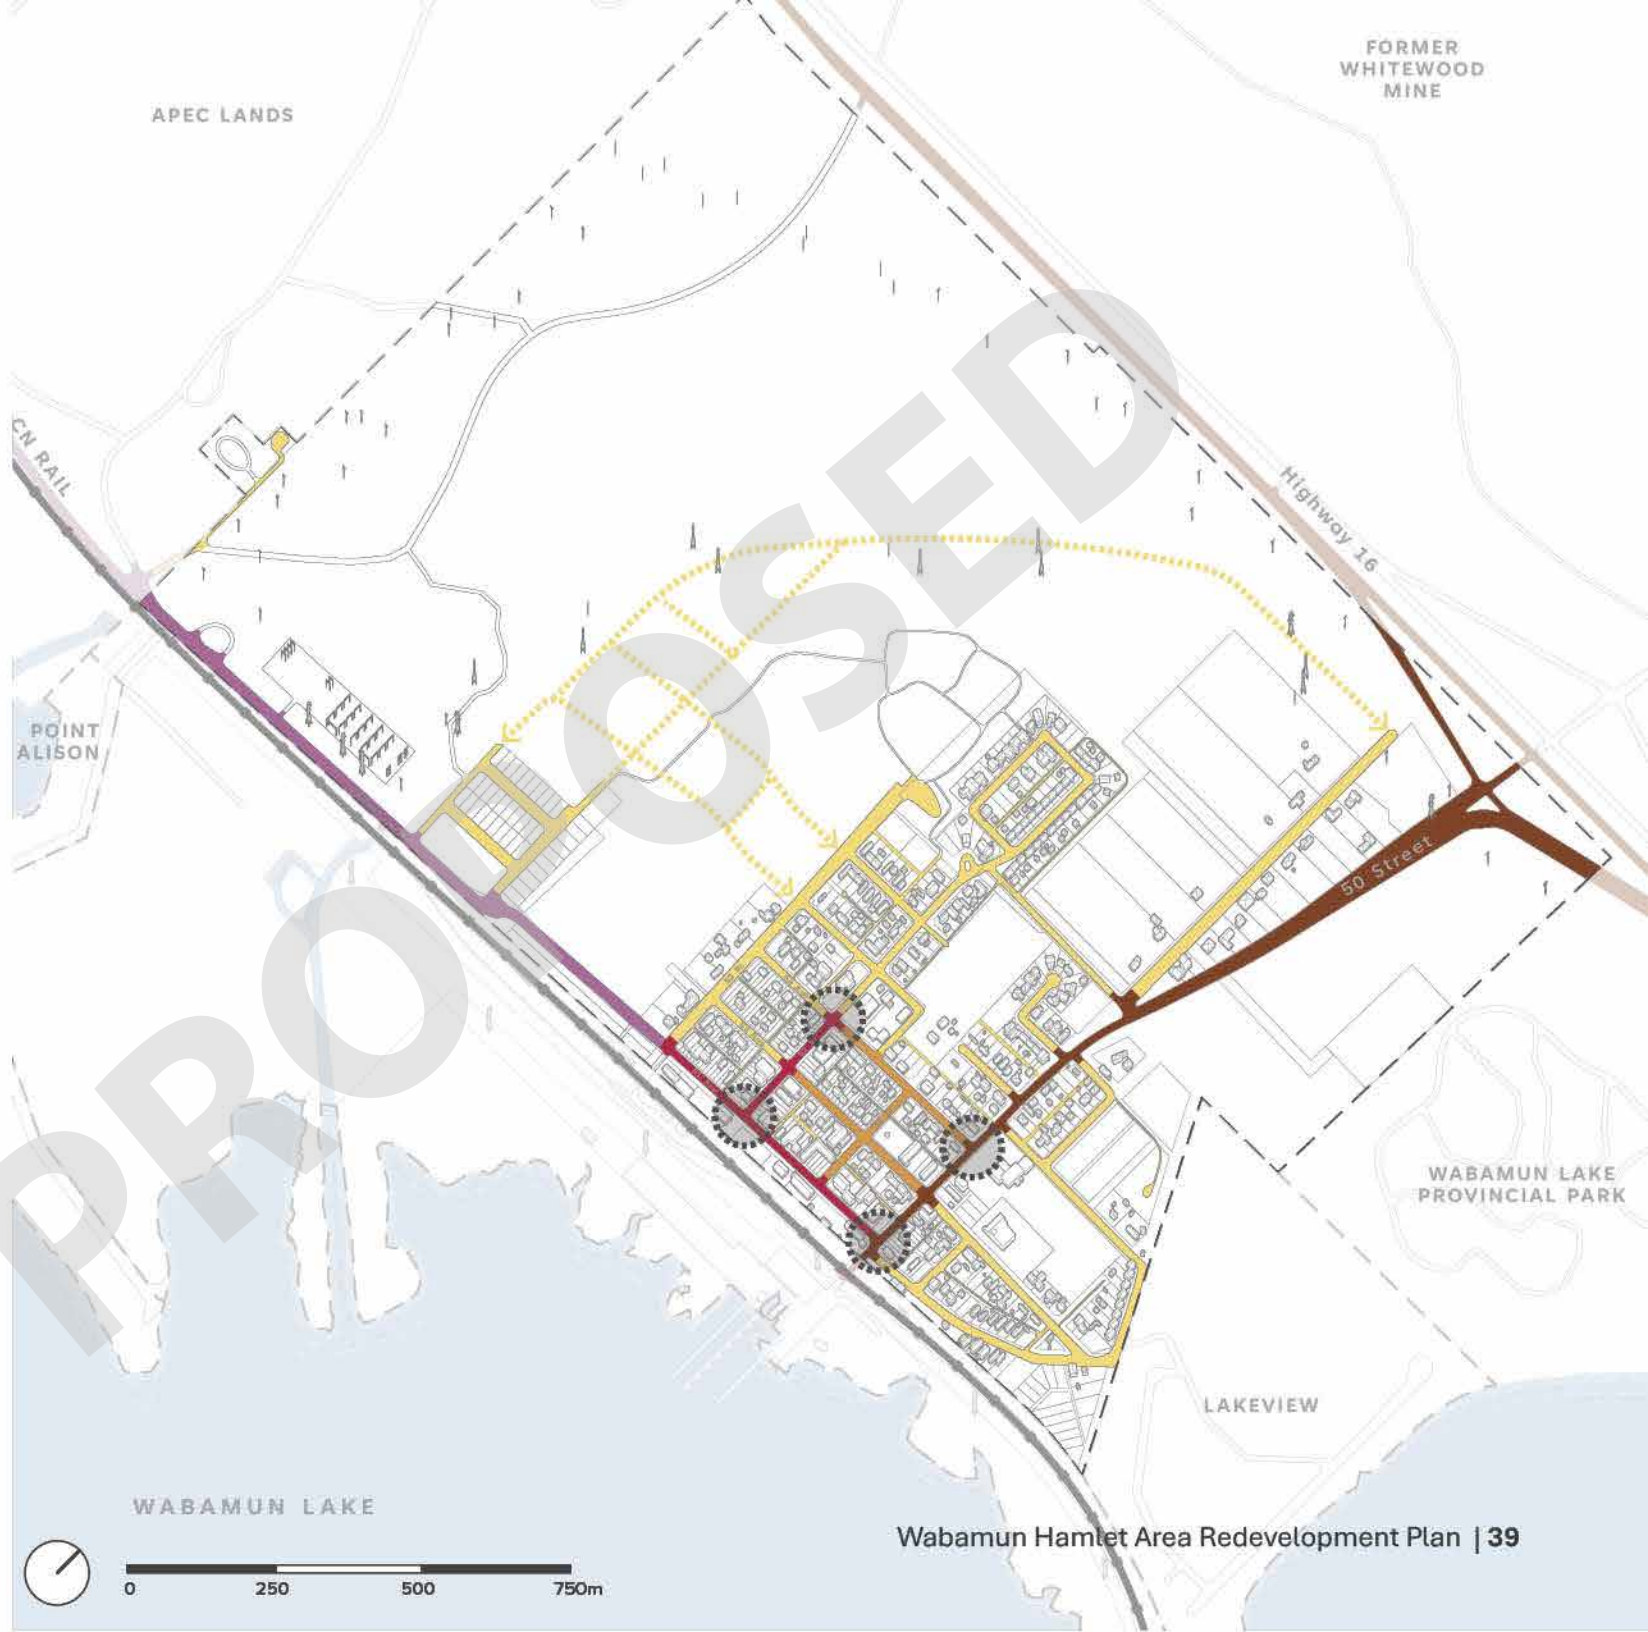 FORMER
WHITEWOOD
MINE
APEC LANDS
CN RAIL
Highway 16
POINT
ALISON
50 Street
PROPOSED
WABAMUN LAKE
PROVINCIAL PARK
LAKEVIEW
WABAMUN LAKE
Wabamun Hamlet Area Redevelopment Plan | 39
0 250 500 750m